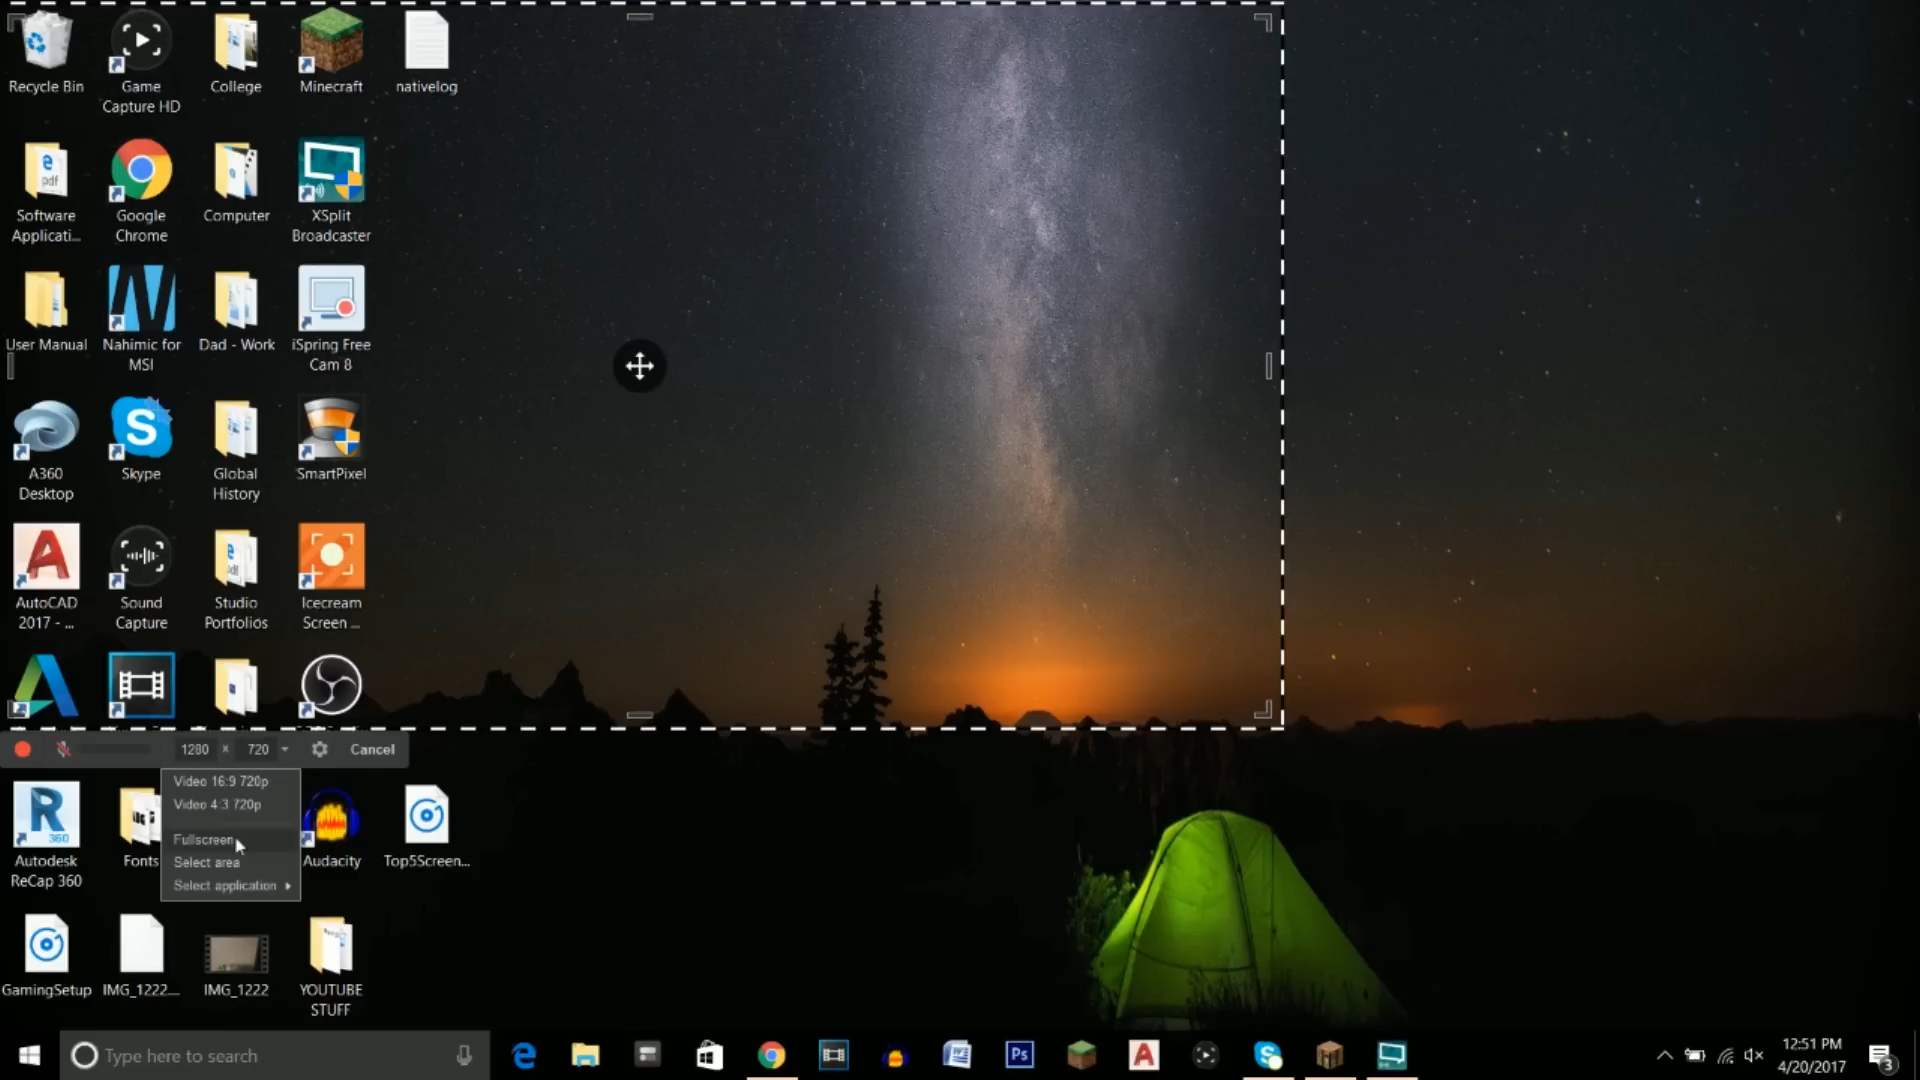 Recycle Bin
Game
Capture HD
College
Minecraft
nativelog
Software
Applicati...
Google
Chrome
Computer
XSplit
Broadcaster
User Manual
Nahimic for
MSI
Dad - Work
iSpring Free
Cam 8
A360
Desktop
Skype
Global
History
SmartPixel
AutoCAD
2017 - ...
Sound
Capture
Studio
Portfolios
Icecream
Screen ...
1280 x 720
Cancel
Video 16:9 720p
Video 4:3 720p
Fullscreen
Select area
Select application
Autodesk
ReCap 360
Fonts
Audacity
Top5Screen...
GamingSetup
IMG_1222....
IMG_1222
YOUTUBE
STUFF
Type here to search
12:51 PM
4/20/2017
3